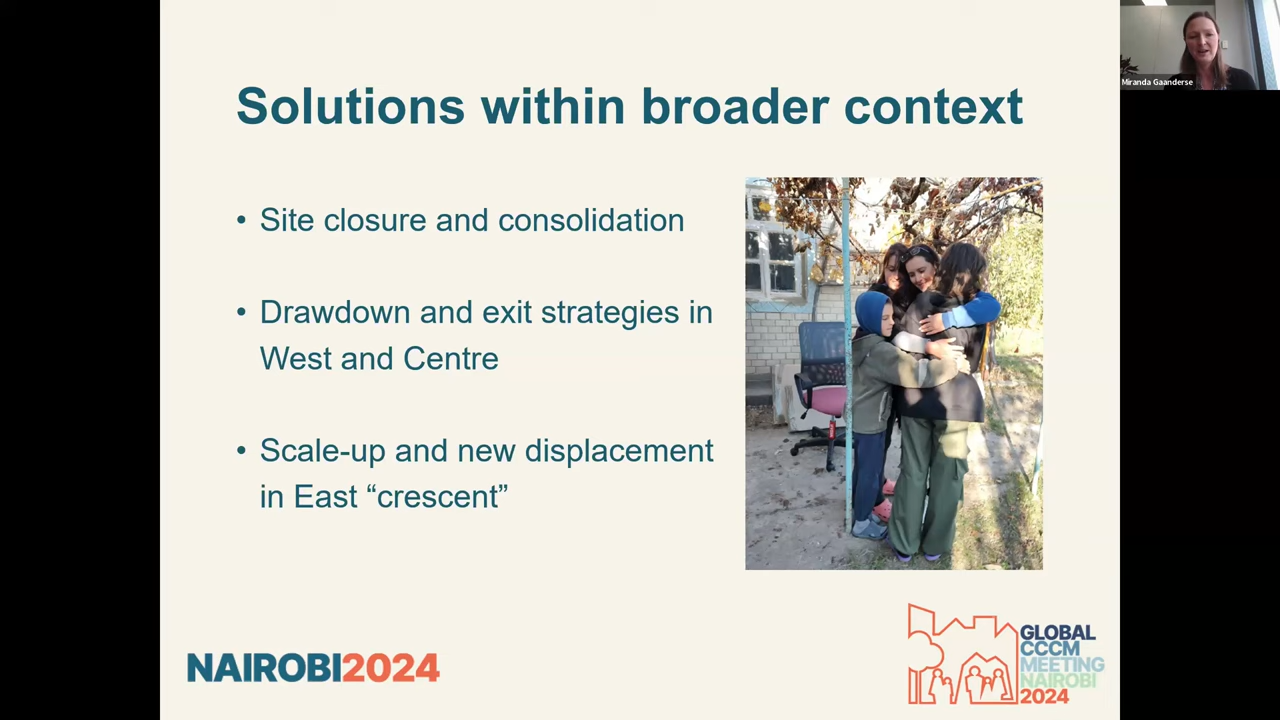 Miranda Gaanderse
Solutions within broader context
• Site closure and consolidation
• Drawdown and exit strategies in
West and Centre
• Scale-up and new displacement
in East “crescent”
NAIROBI2024
GLOBAL
CCCM
MEETING
NAIROBI
2024